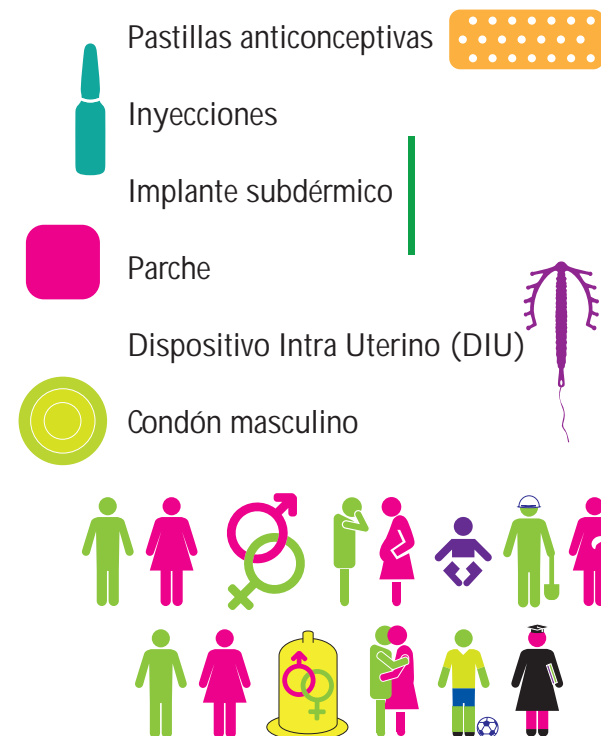 Pastillas anticonceptivas
Inyecciones
Implante subdérmico
Parche
Dispositivo Intra Uterino (DIU)
Condón masculino